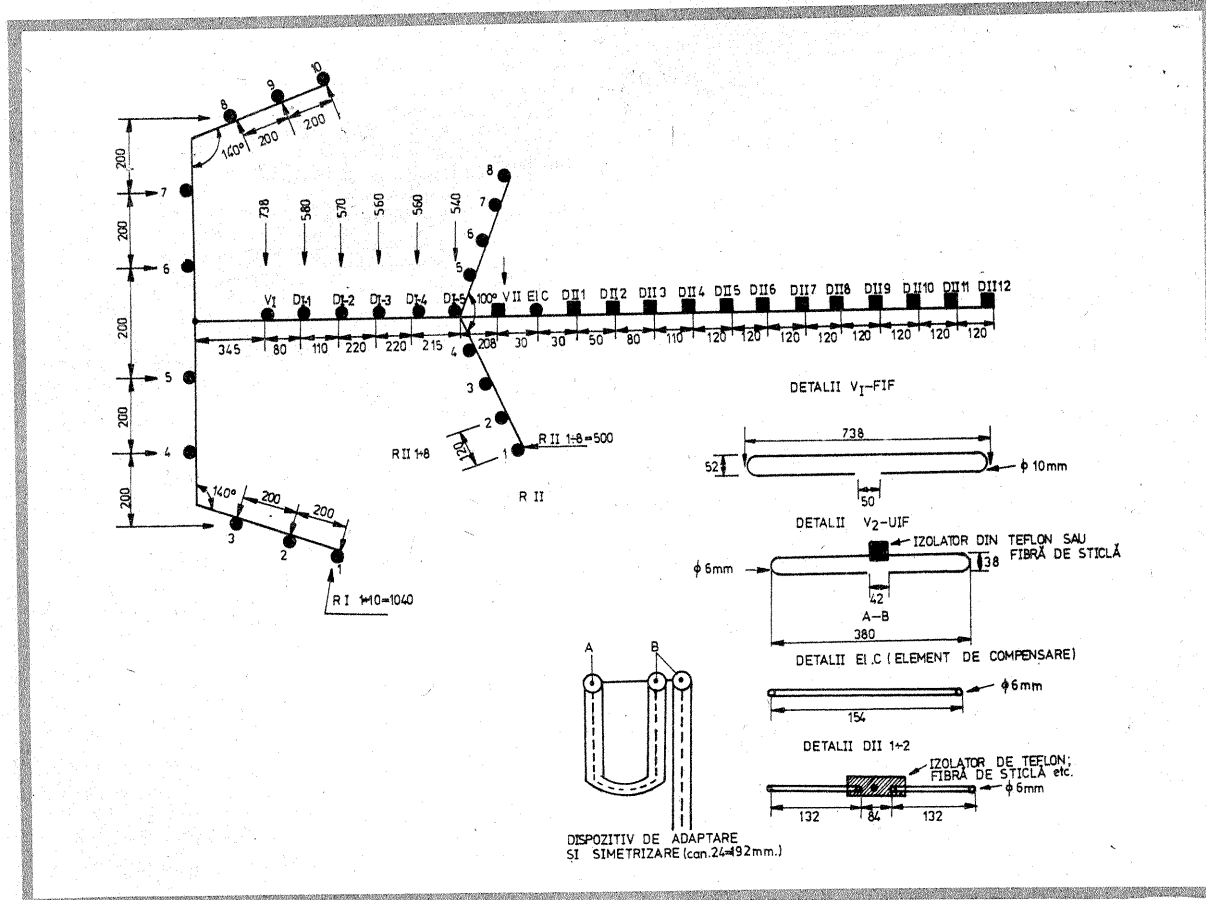 10
9
8
200
200
140°
200
7
200
6
200
5
200
4
200
140°
200
200
3
2
1
R I 1÷10=1040
738
580
570
560
560
540
VI
DI-1
DI-2
DI-3
DI-4
DI-5
8
7
6
5
100°
VII
El C
DII1
DII2
DII3
DII4
DII5
DII6
DII7
DII8
DII9
DII10
DII11
DII12
345
80
110
220
220
215
208
30
30
50
80
110
120
120
120
120
120
120
120
4
3
2
1
120
R II 1÷8
R II 1÷8=500
R II
DETALII VI-FIF
738
52
50
ϕ 10mm
DETALII V2-UIF
IZOLATOR DIN TEFLON SAU
FIBRĂ DE STICLĂ
ϕ 6mm
38
42
A-B
380
DETALII El.C (ELEMENT DE COMPENSARE)
ϕ 6mm
154
DETALII DII 1÷2
IZOLATOR DE TEFLON;
FIBRĂ DE STICLĂ etc.
ϕ 6mm
132
84
132
A
B
DISPOZITIV DE ADAPTARE
SI SIMETRIZARE (can.24=192mm.)